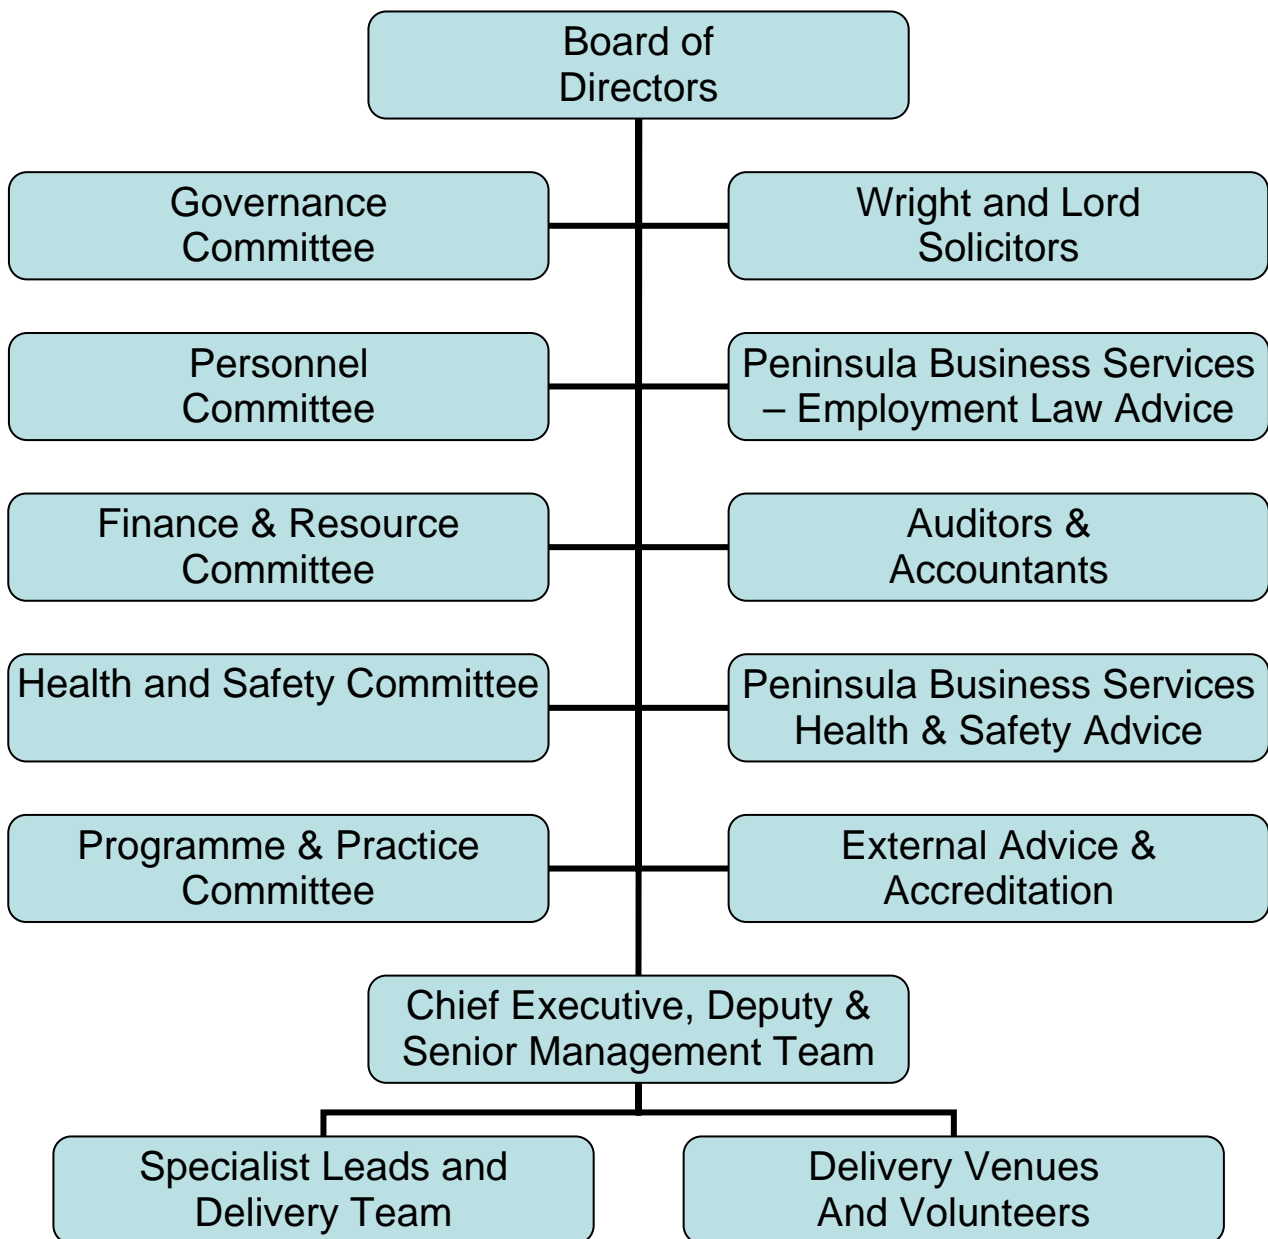 Board of
Directors
Governance
Committee
Wright and Lord
Solicitors
Personnel
Committee
Peninsula Business Services
– Employment Law Advice
Finance & Resource
Committee
Auditors &
Accountants
Health and Safety Committee
Peninsula Business Services
Health & Safety Advice
Programme & Practice
Committee
External Advice &
Accreditation
Chief Executive, Deputy &
Senior Management Team
Specialist Leads and
Delivery Team
Delivery Venues
And Volunteers